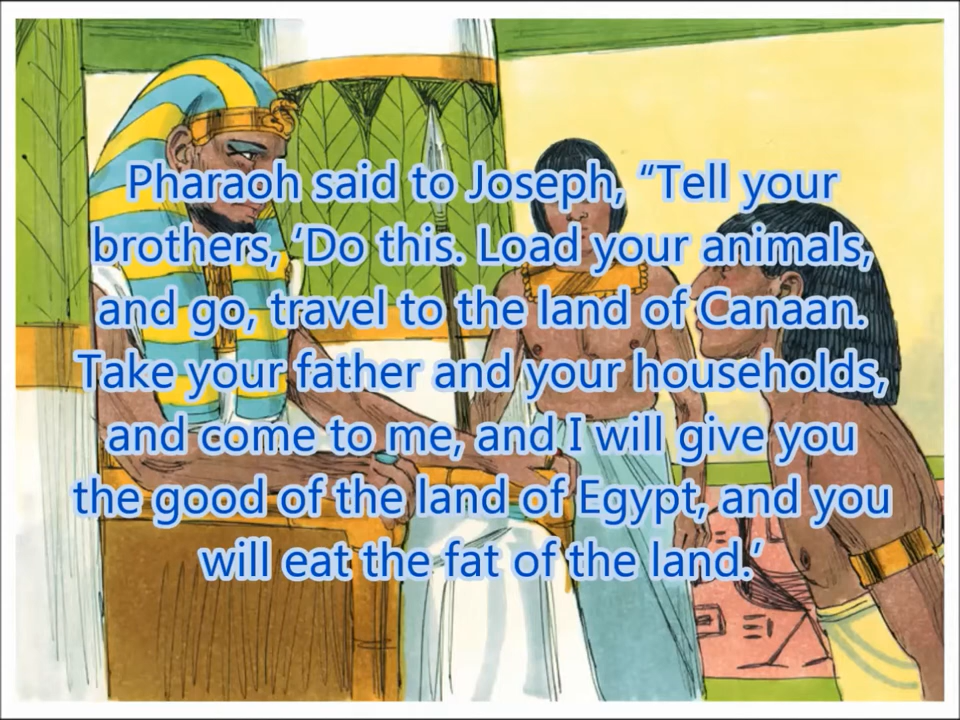 Pharaoh said to Joseph, “Tell your
brothers, ‘Do this. Load your animals,
and go, travel to the land of Canaan.
Take your father and your households,
and come to me, and I will give you
the good of the land of Egypt, and you
will eat the fat of the land.’